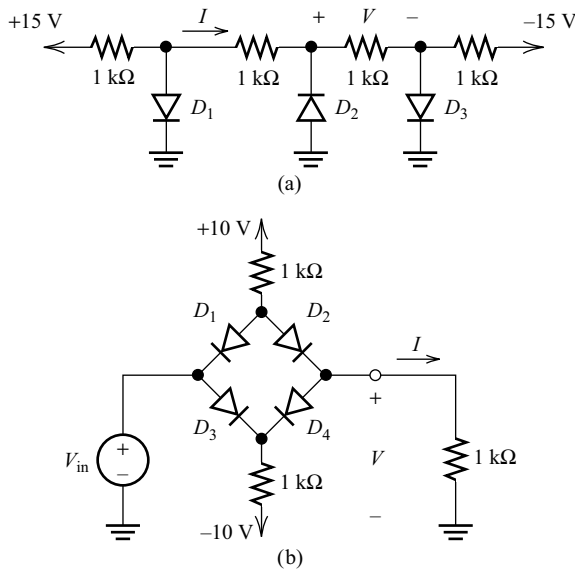 +15 V I + V – –15 V
1 kΩ 1 kΩ 1 kΩ 1 kΩ
D1 D2 D3
(a)
+10 V
1 kΩ
D1 D2
I
+
D3 D4
Vin + – V 1 kΩ
1 kΩ
–10 V –
(b)